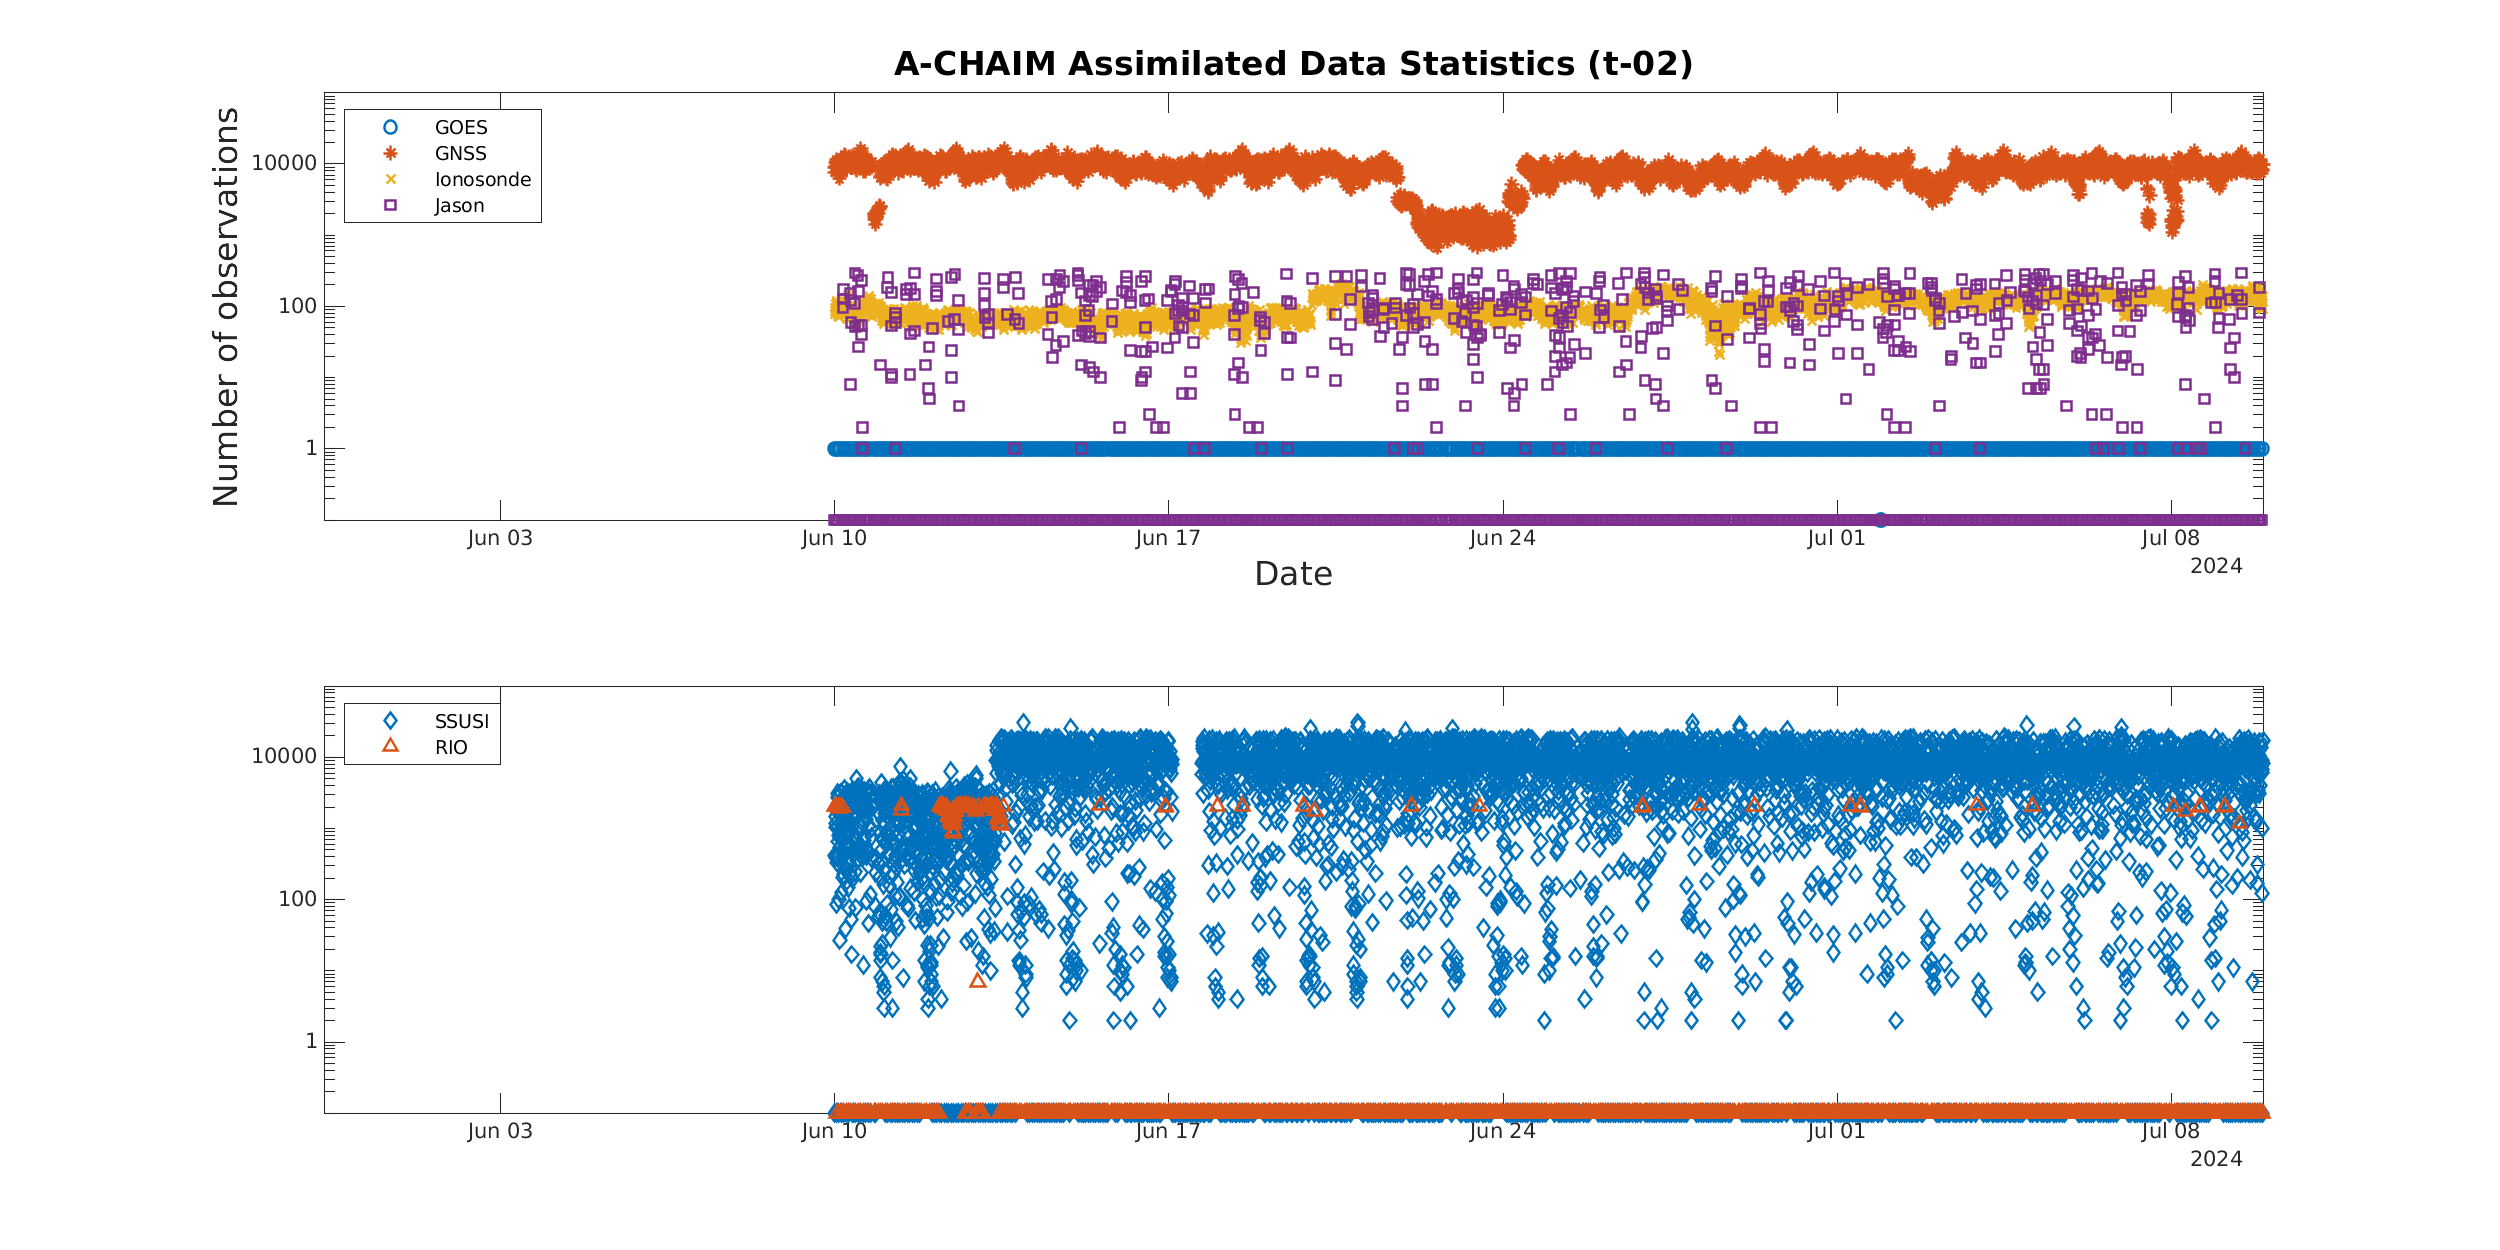 A-CHAIM Assimilated Data Statistics (t-02)
Number of observations
10000
100
1
GOES
GNSS
Ionosonde
Jason
Jun 03
Jun 10
Jun 17
Jun 24
Jul 01
Jul 08
2024
Date
10000
100
1
SSUSI
RIO
Jun 03
Jun 10
Jun 17
Jun 24
Jul 01
Jul 08
2024